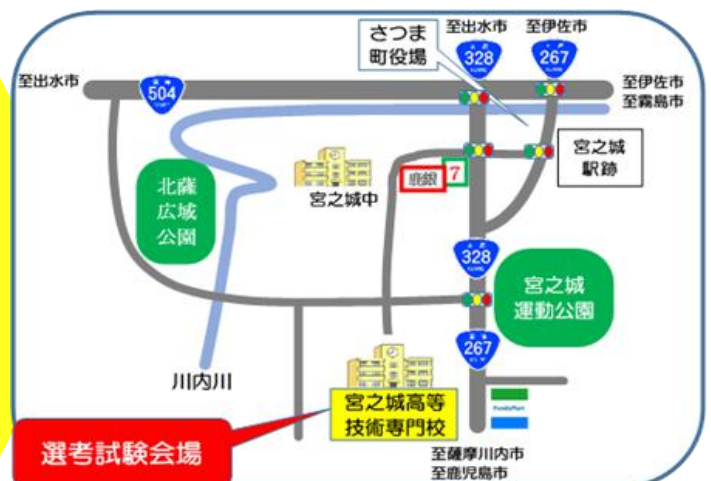 至出水市
至伊佐市
さつま
町役場
328
267
至出水市
504
至伊佐市
至霧島市
宮之城
駅跡
鹿銀
7
宮之城中
北薩
広域
公園
328
宮之城
運動公園
267
川内川
FamilyMart
宮之城高等
技術専門校
選考試験会場
至薩摩川内市
至鹿児島市